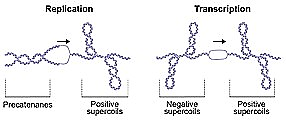 Replication
Transcription
Precatenanes
Positive
supercoils
Negative
supercoils
Positive
supercoils